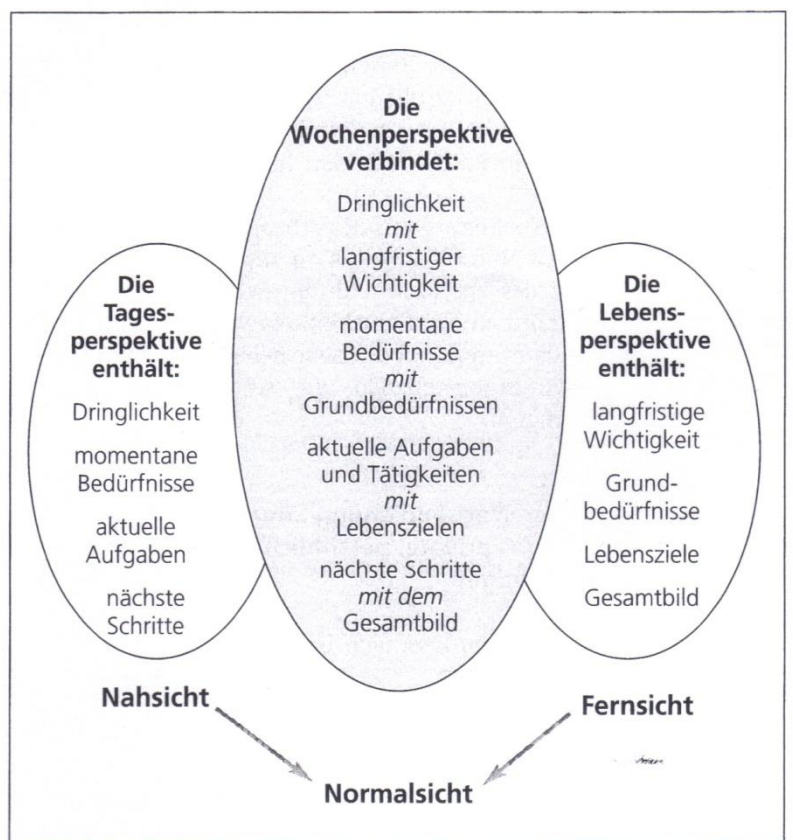 Die
Wochenperspektive
verbindet:
Dringlichkeit
mit
langfristiger
Wichtigkeit
momentane
Bedürfnisse
mit
Grundbedürfnissen
aktuelle Aufgaben
und Tätigkeiten
mit
Lebenszielen
nächste Schritte
mit dem
Gesamtbild
Die
Tages-
perspektive
enthält:
Dringlichkeit
momentane
Bedürfnisse
aktuelle
Aufgaben
nächste
Schritte
Die
Lebens-
perspektive
enthält:
langfristige
Wichtigkeit
Grund-
bedürfnisse
Lebensziele
Gesamtbild
Nahsicht
Fernsicht
Normalsicht